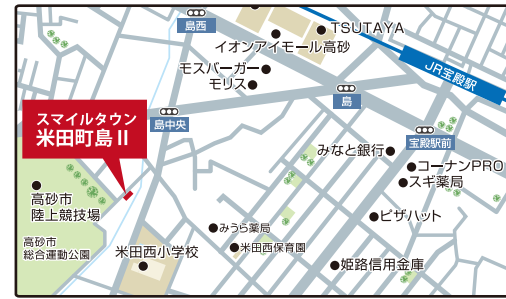 島西
TSUTAYA
イオンアイモール高砂
JR宝殿駅
モスバーガー
モリス
島
スマイルタウン
米田町島Ⅱ
島中央
宝殿駅前
みなと銀行
コーナンPRO
スギ薬局
高砂市
陸上競技場
ピザハット
みうら薬局
高砂市
総合運動公園
米田西小学校
米田西保育園
姫路信用金庫